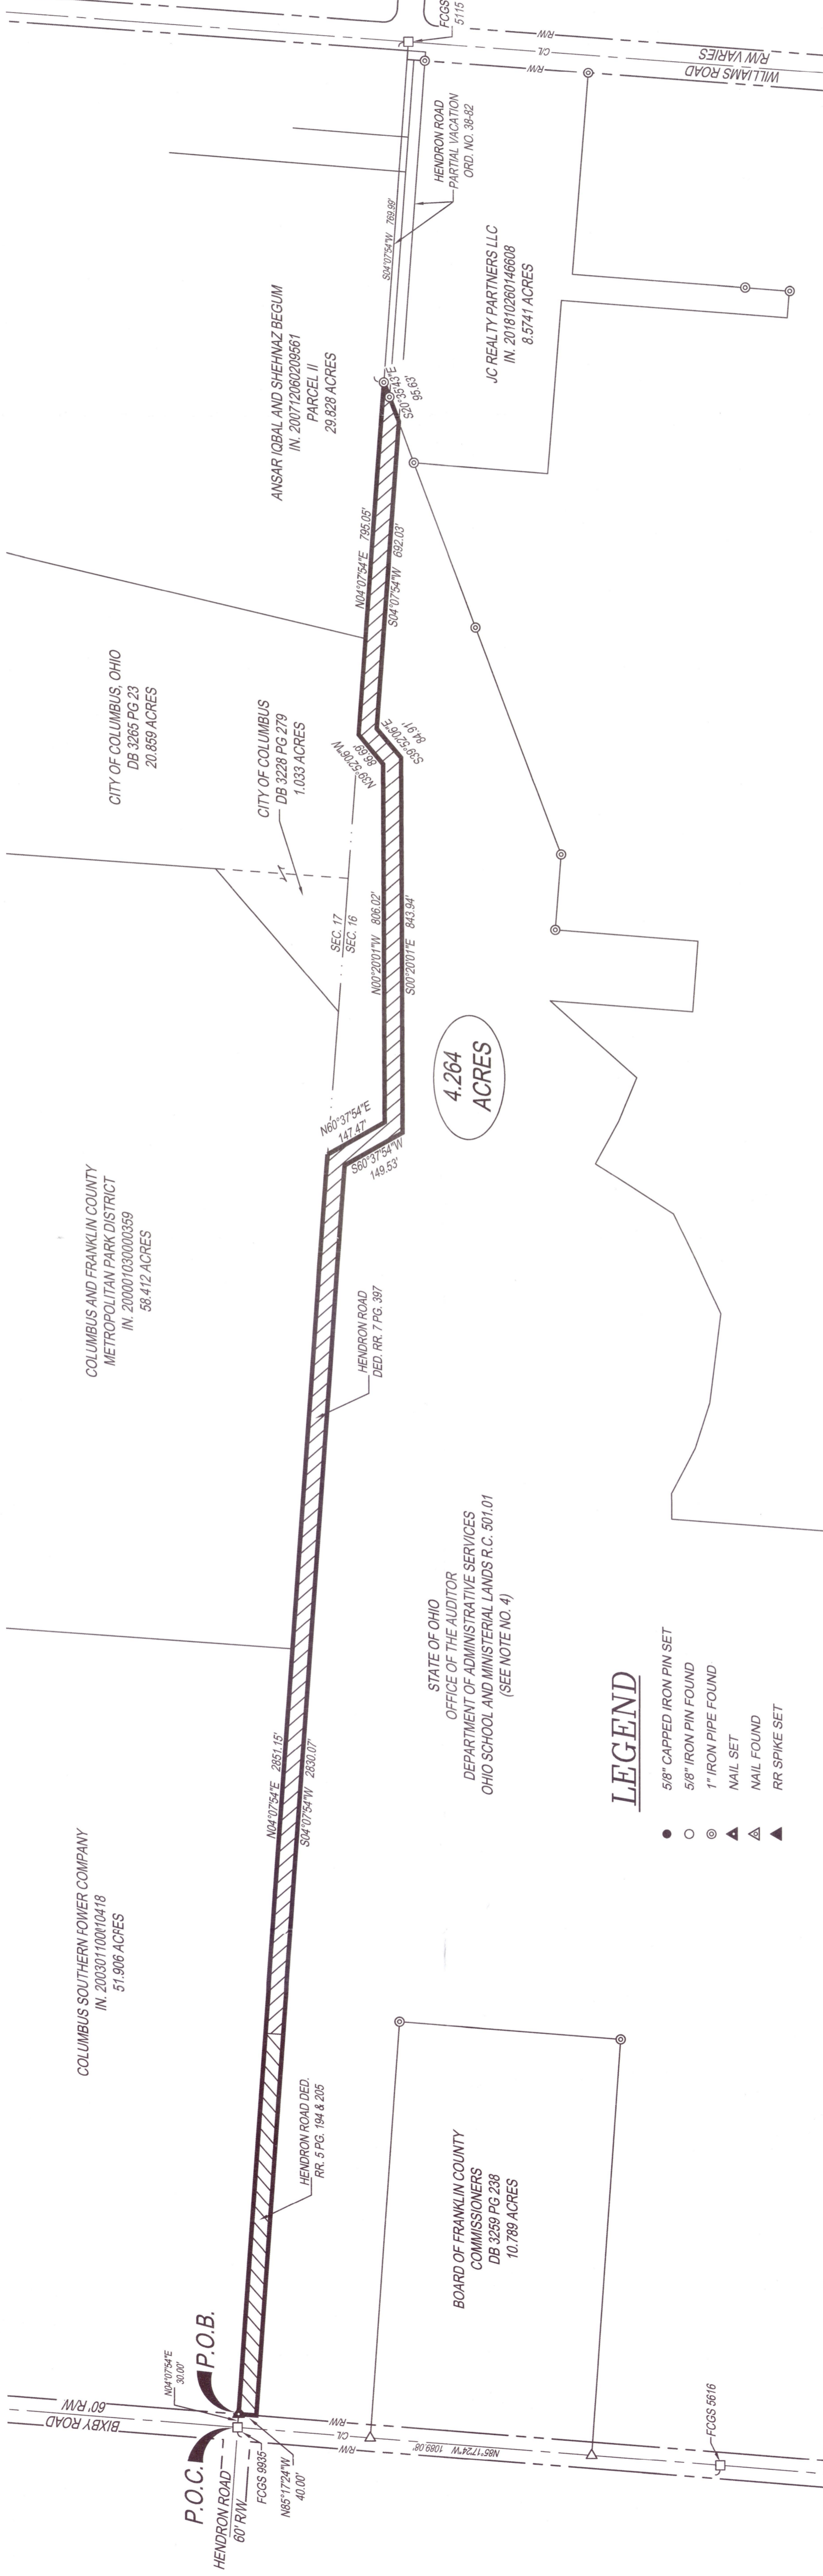 FCGS
5115
R/W
C/L
R/W
WILLIAMS ROAD
R/W VARIES
HENDRON ROAD
PARTIAL VACATION
ORD. NO. 38-82
S04°07'54"W 769.99'
ANSAR IQBAL AND SHEHNAZ BEGUM
IN. 200712060209561
PARCEL II
29.828 ACRES
JC REALTY PARTNERS LLC
IN. 201810260146608
8.5741 ACRES
S20°35'43"E
95.63'
N04°07'54"E 795.05'
S04°07'54"W 692.03'
CITY OF COLUMBUS, OHIO
DB 3265 PG 23
20.859 ACRES
CITY OF COLUMBUS
DB 3228 PG 279
1.033 ACRES
N39°52'06"W
86.69'
S39°52'06"E
84.91'
SEC. 17
SEC. 16
N00°20'01"W 806.02'
S00°20'01"E 843.94'
4.264
ACRES
N60°37'54"E
147.47'
S60°37'54"W
149.53'
COLUMBUS AND FRANKLIN COUNTY
METROPOLITAN PARK DISTRICT
IN. 200001030000359
58.412 ACRES
HENDRON ROAD
DED. RR. 7 PG. 397
STATE OF OHIO
OFFICE OF THE AUDITOR
DEPARTMENT OF ADMINISTRATIVE SERVICES
OHIO SCHOOL AND MINISTERIAL LANDS R.C. 501.01
(SEE NOTE NO. 4)
N04°07'54"E 2851.15'
S04°07'54"W 2830.07'
LEGEND
5/8" CAPPED IRON PIN SET
5/8" IRON PIN FOUND
1" IRON PIPE FOUND
NAIL SET
NAIL FOUND
RR SPIKE SET
COLUMBUS SOUTHERN POWER COMPANY
IN. 200301100010418
51.906 ACRES
HENDRON ROAD DED.
RR. 5 PG. 194 & 205
BOARD OF FRANKLIN COUNTY
COMMISSIONERS
DB 3259 PG 238
10.789 ACRES
P.O.B.
N04°07'54"E
30.00'
60' R/W
BIXBY ROAD
P.O.C.
HENDRON ROAD
60' R/W
FCGS 9935
N85°17'24"W
40.00'
R/W
C/L
R/W
N85°17'24"W 1089.08'
FCGS 5616